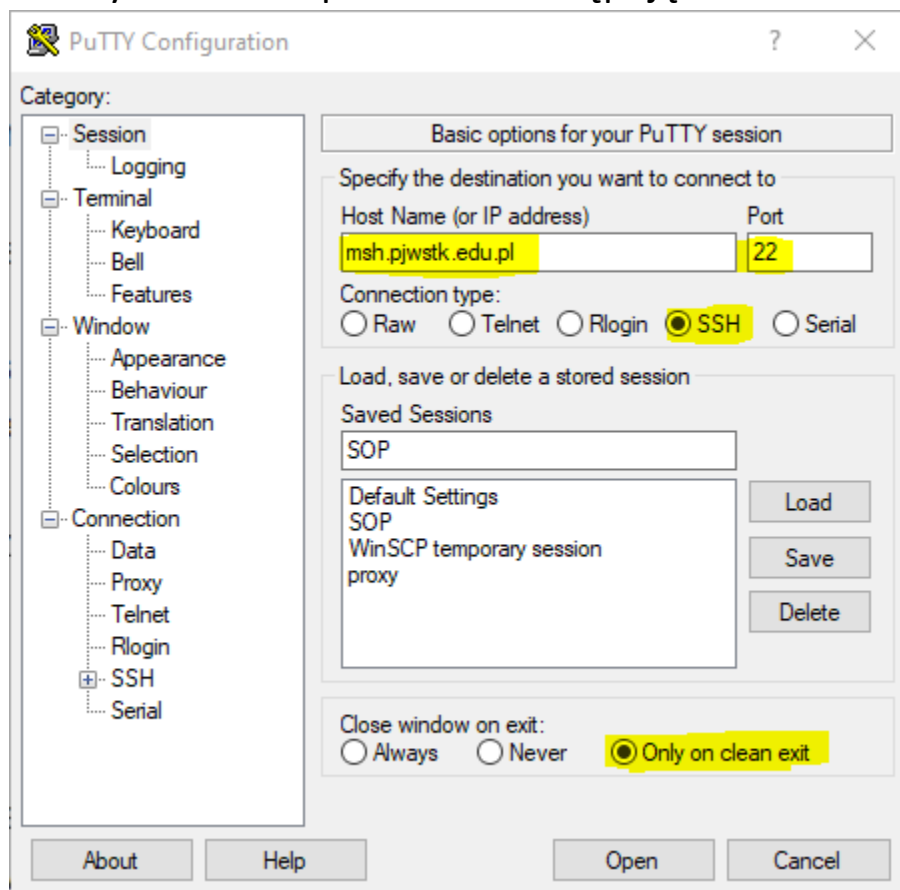 PuTTY Configuration
?
Category:
Session
Logging
Terminal
Keyboard
Bell
Features
Window
Appearance
Behaviour
Translation
Selection
Colours
Connection
Data
Proxy
Telnet
Rlogin
SSH
Serial
Basic options for your PuTTY session
Specify the destination you want to connect to
Host Name (or IP address) Port
msh.pjwstk.edu.pl 22
Connection type:
Raw Telnet Rlogin SSH Serial
Load, save or delete a stored session
Saved Sessions
SOP
Default Settings
SOP
WinSCP temporary session
proxy
Load
Save
Delete
Close window on exit:
Always Never Only on clean exit
About Help Open Cancel